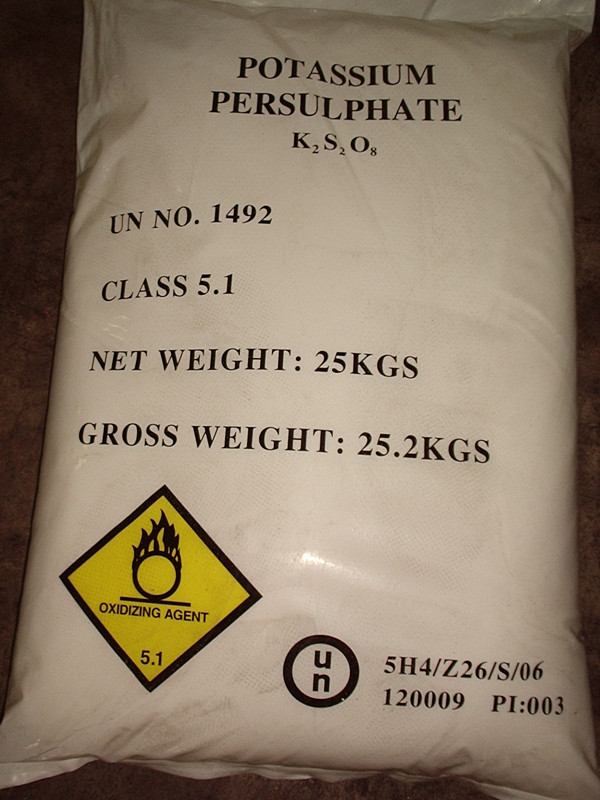 POTASSIUM
PERSULPHATE
K₂S₂O₈
UN NO. 1492
CLASS 5.1
NET WEIGHT: 25KGS
GROSS WEIGHT: 25.2KGS
OXIDIZING AGENT
5.1
u
n
5H4/Z26/S/06
120009 PI:003